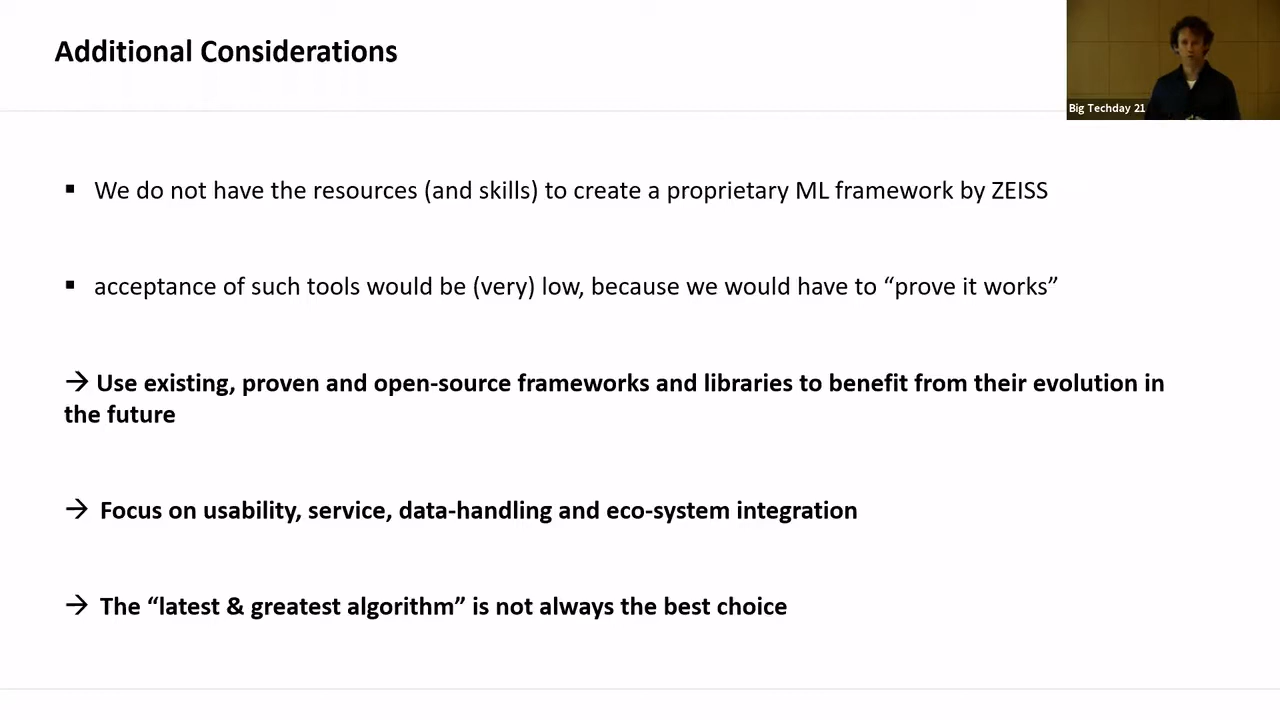 Additional Considerations
Big Techday 21
▪ We do not have the resources (and skills) to create a proprietary ML framework by ZEISS
▪ acceptance of such tools would be (very) low, because we would have to “prove it works”
→ Use existing, proven and open-source frameworks and libraries to benefit from their evolution in
the future
→ Focus on usability, service, data-handling and eco-system integration
→ The “latest & greatest algorithm” is not always the best choice